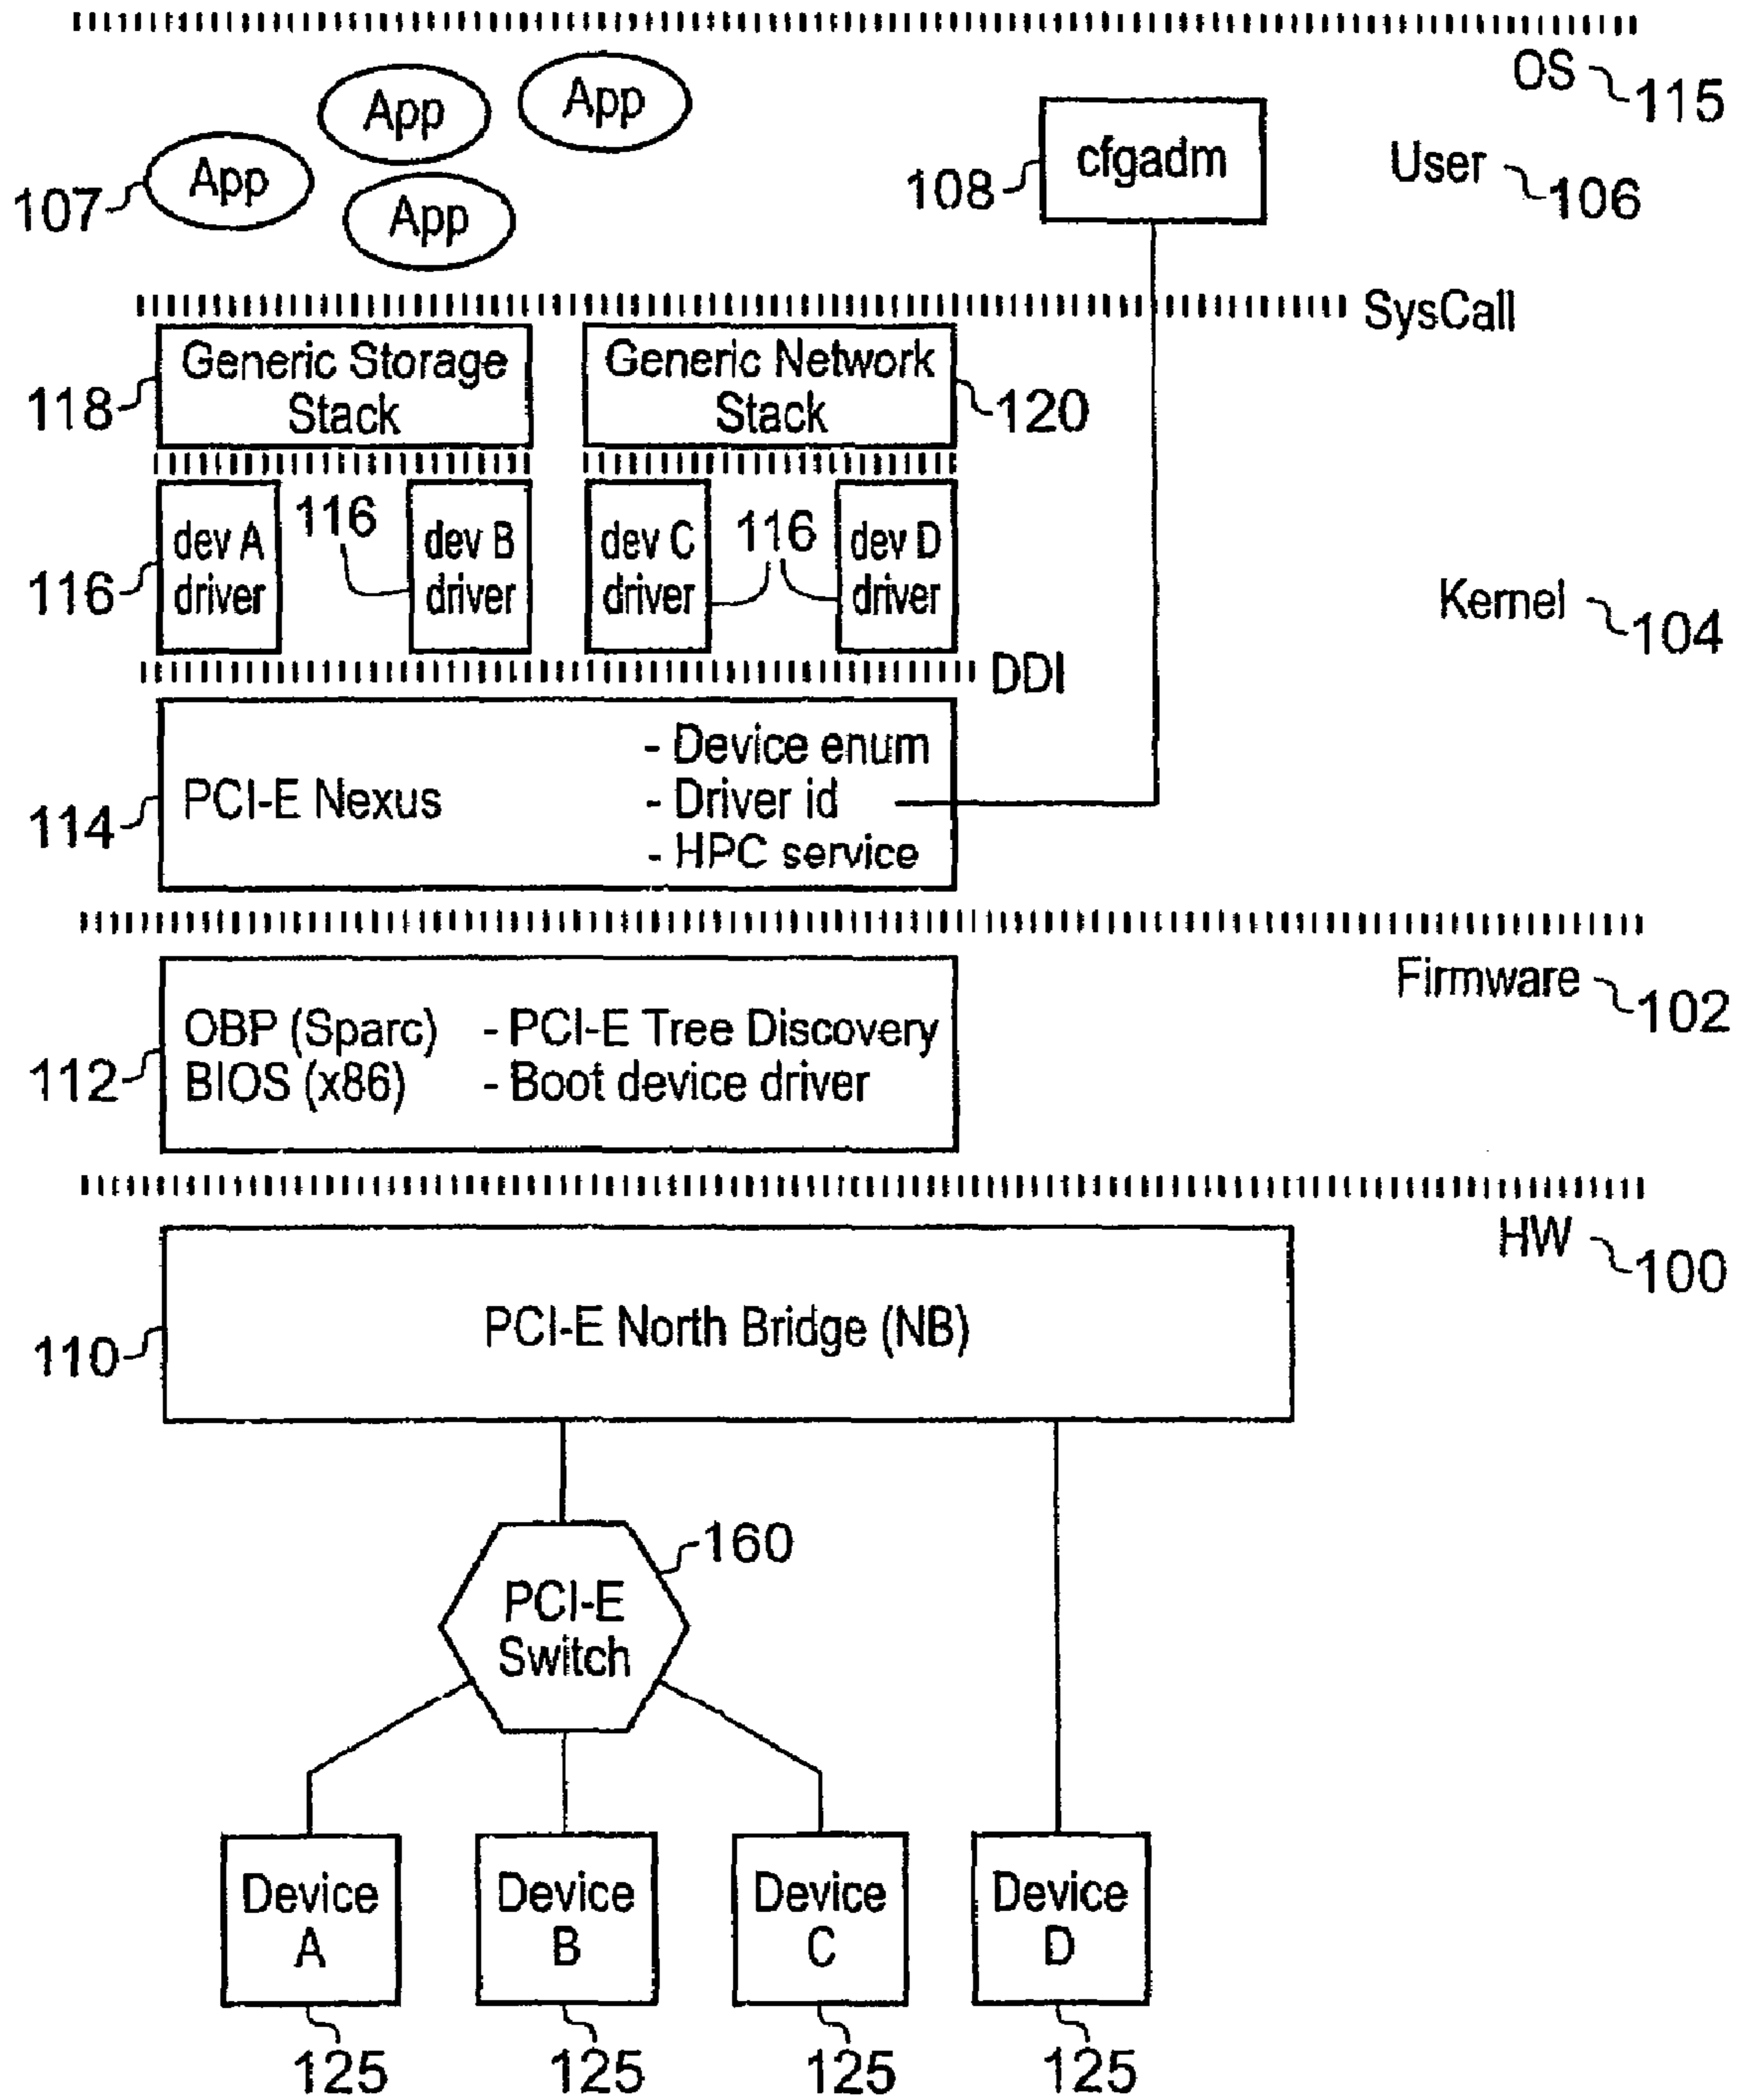 OS 115
App
App
App
App
107
cfgadm
108
User 106
SysCall
Generic Storage
Stack
118
Generic Network
Stack
120
dev A
driver
116
116
dev B
driver
dev C
driver
116
dev D
driver
Kernel 104
DDI
PCI-E Nexus
- Device enum
- Driver id
- HPC service
114
Firmware 102
OBP (Sparc) - PCI-E Tree Discovery
BIOS (x86) - Boot device driver
112
HW 100
PCI-E North Bridge (NB)
110
160
PCI-E
Switch
Device
A
Device
B
Device
C
Device
D
125
125
125
125